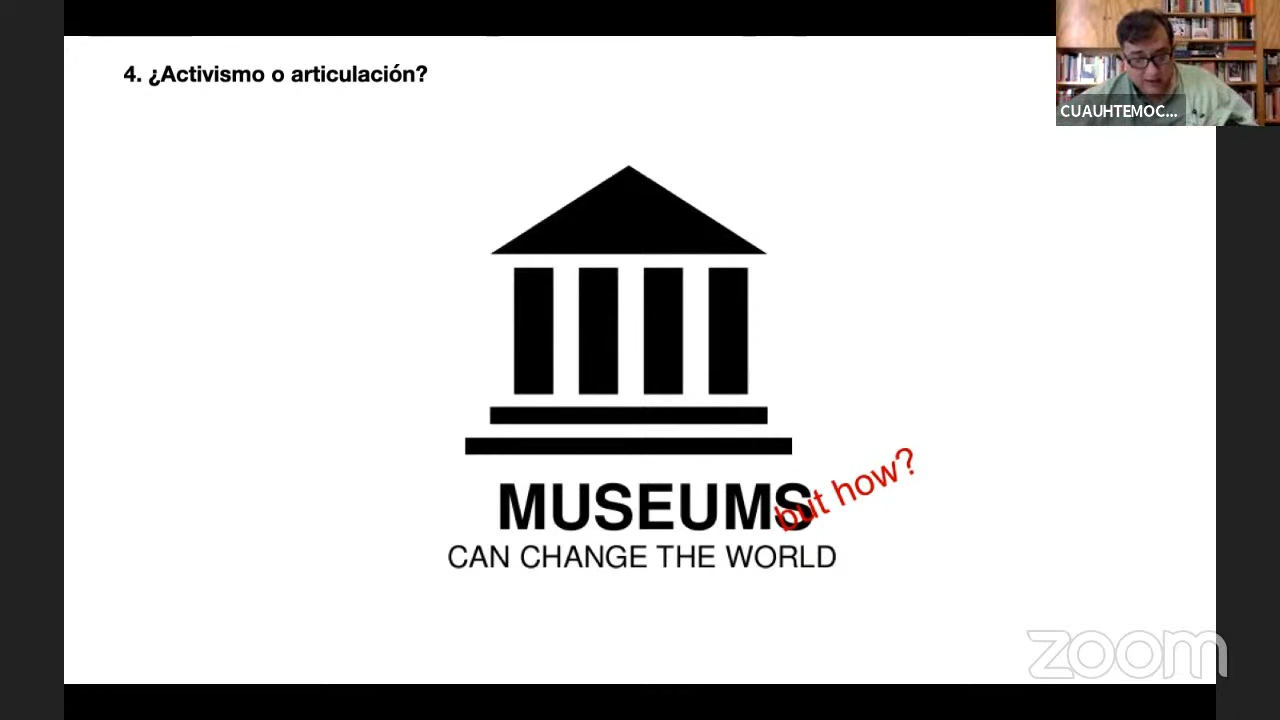 4. ¿Activismo o articulación?
CUAUHTEMOC...
MUSEUMS
but how?
CAN CHANGE THE WORLD
zoom